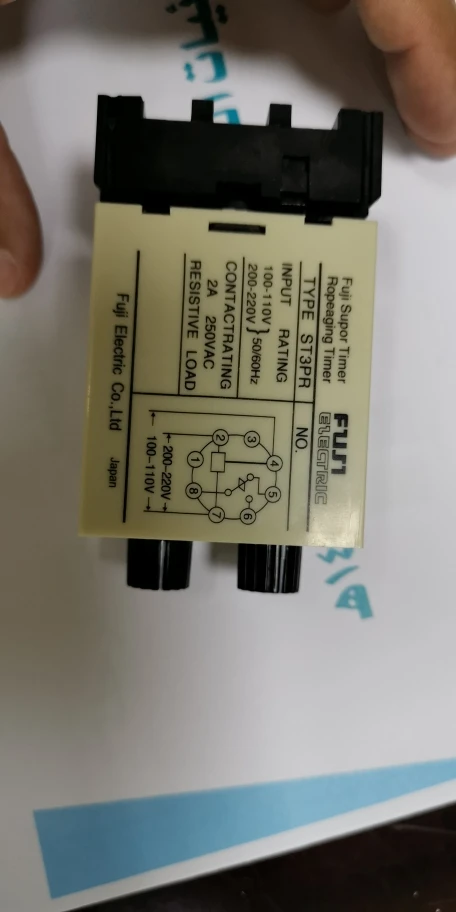 Fuji Supor Timer
Ropeaging Timer
FUSI
ELECTRIC
TYPE ST3PR
NO.
INPUT RATING
100-110V
200-220V } 50/60Hz
CONTACTRATING
2A 250VAC
RESISTIVE LOAD
1
2
3
4
5
6
7
8
200-220V
100-110V
Fuji Electric Co.,Ltd
Japan